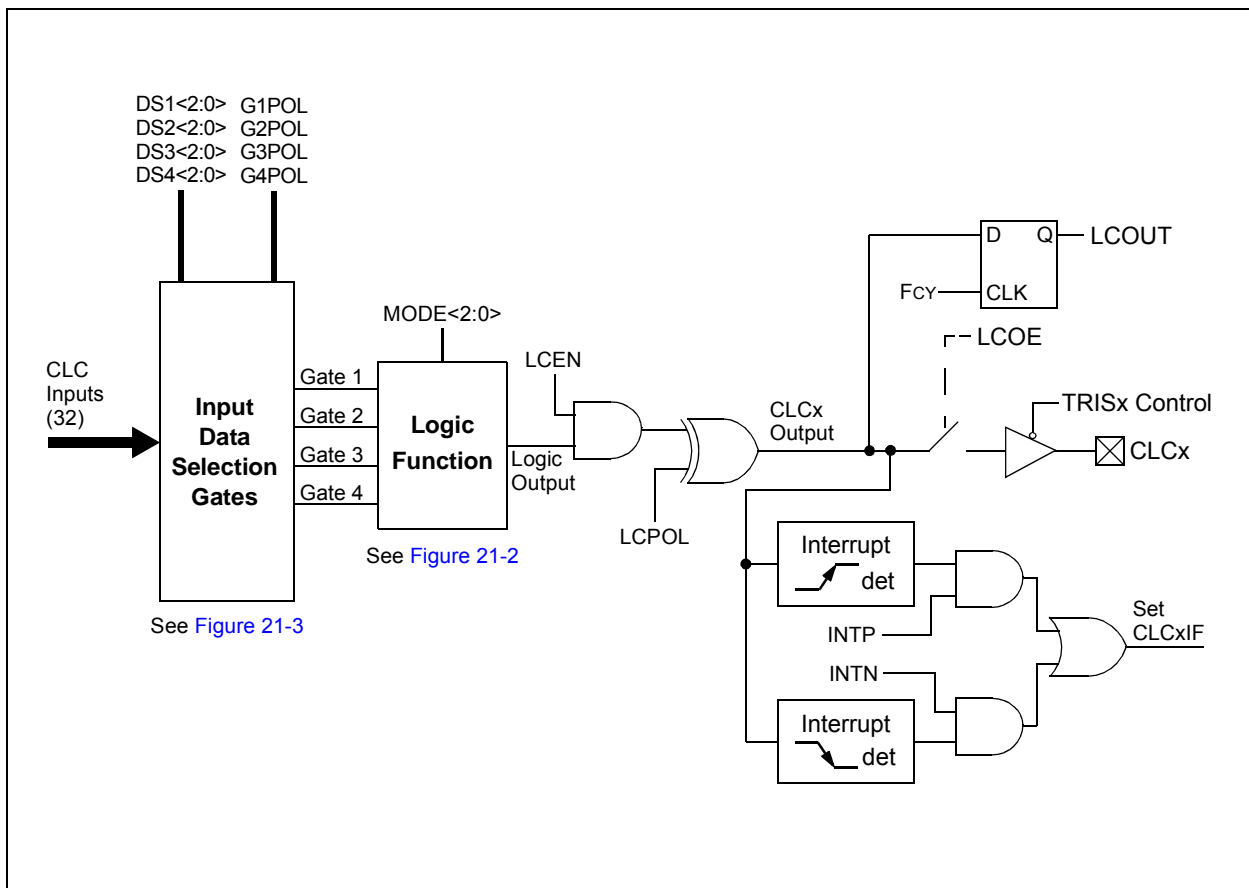 DS1<2:0> G1POL
DS2<2:0> G2POL
DS3<2:0> G3POL
DS4<2:0> G4POL
CLC
Inputs
(32)
Input
Data
Selection
Gates
See Figure 21-3
Gate 1
Gate 2
Gate 3
Gate 4
MODE<2:0>
Logic
Function
See Figure 21-2
Logic
Output
LCEN
LCPOL
CLCx
Output
D Q
LCOUT
FCY
CLK
LCOE
TRISx Control
CLCx
Interrupt
det
INTP
INTN
Interrupt
det
Set
CLCxIF